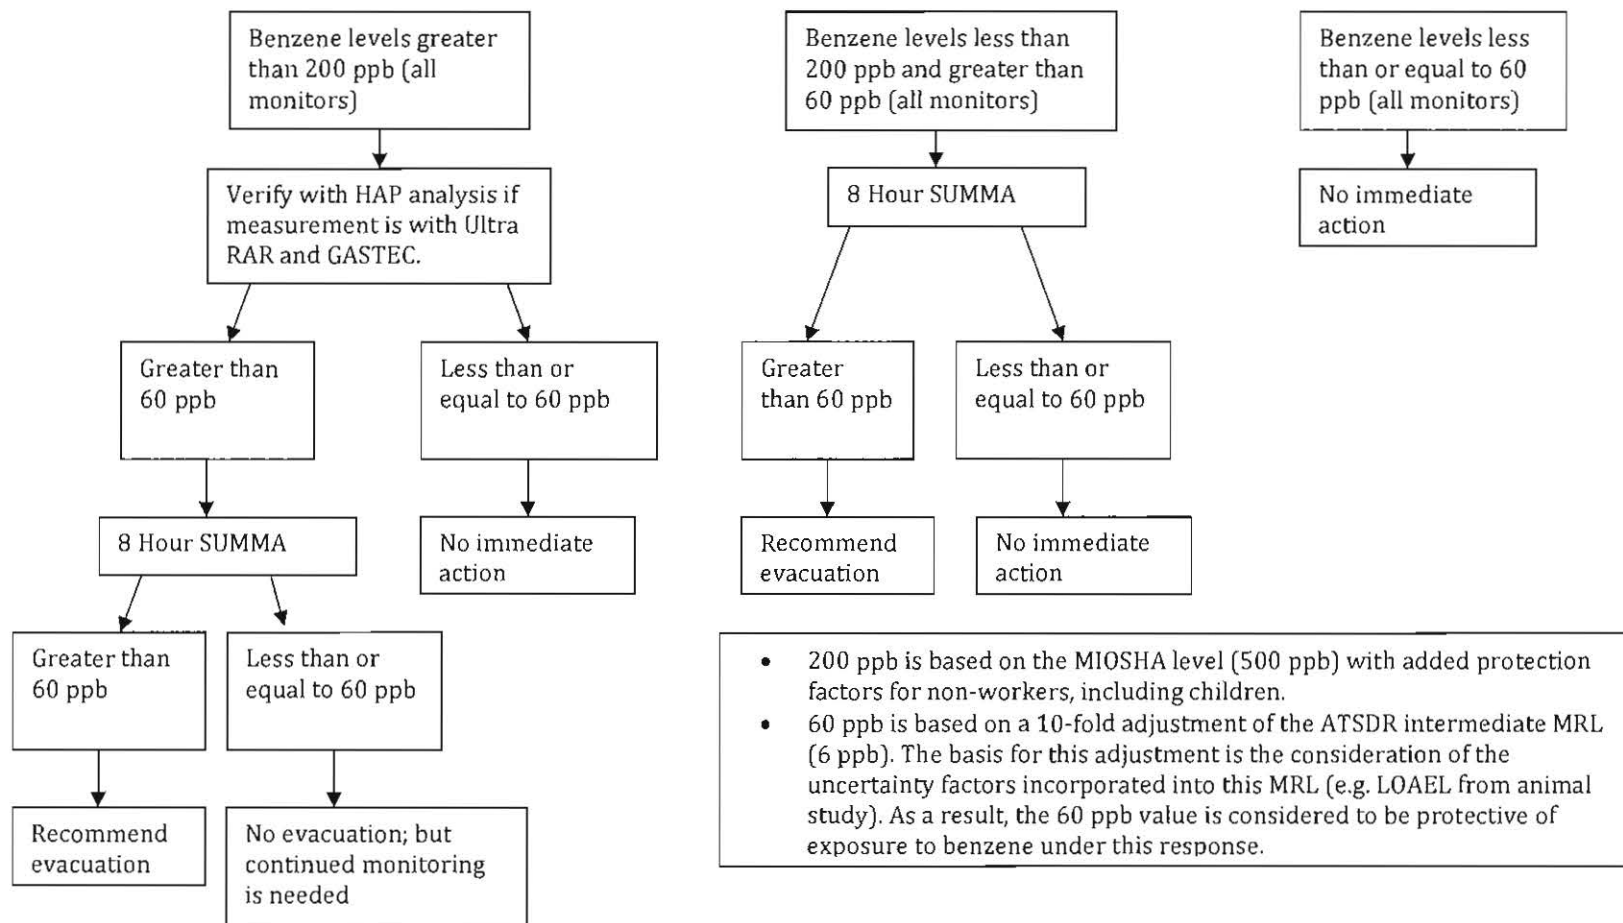 Benzene levels greater
than 200 ppb (all
monitors)
Verify with HAP analysis if
measurement is with Ultra
RAR and GASTEC.
Greater than
60 ppb
Less than or
equal to 60 ppb
8 Hour SUMMA
No immediate
action
Greater than
60 ppb
Less than or
equal to 60 ppb
Recommend
evacuation
No evacuation; but
continued monitoring
is needed
Benzene levels less than
200 ppb and greater than
60 ppb (all monitors)
8 Hour SUMMA
Greater
than 60 ppb
Less than or
equal to 60 ppb
Recommend
evacuation
No immediate
action
Benzene levels less
than or equal to 60
ppb (all monitors)
No immediate
action
• 200 ppb is based on the MIOSHA level (500 ppb) with added protection
factors for non-workers, including children.
• 60 ppb is based on a 10-fold adjustment of the ATSDR intermediate MRL
(6 ppb). The basis for this adjustment is the consideration of the
uncertainty factors incorporated into this MRL (e.g. LOAEL from animal
study). As a result, the 60 ppb value is considered to be protective of
exposure to benzene under this response.